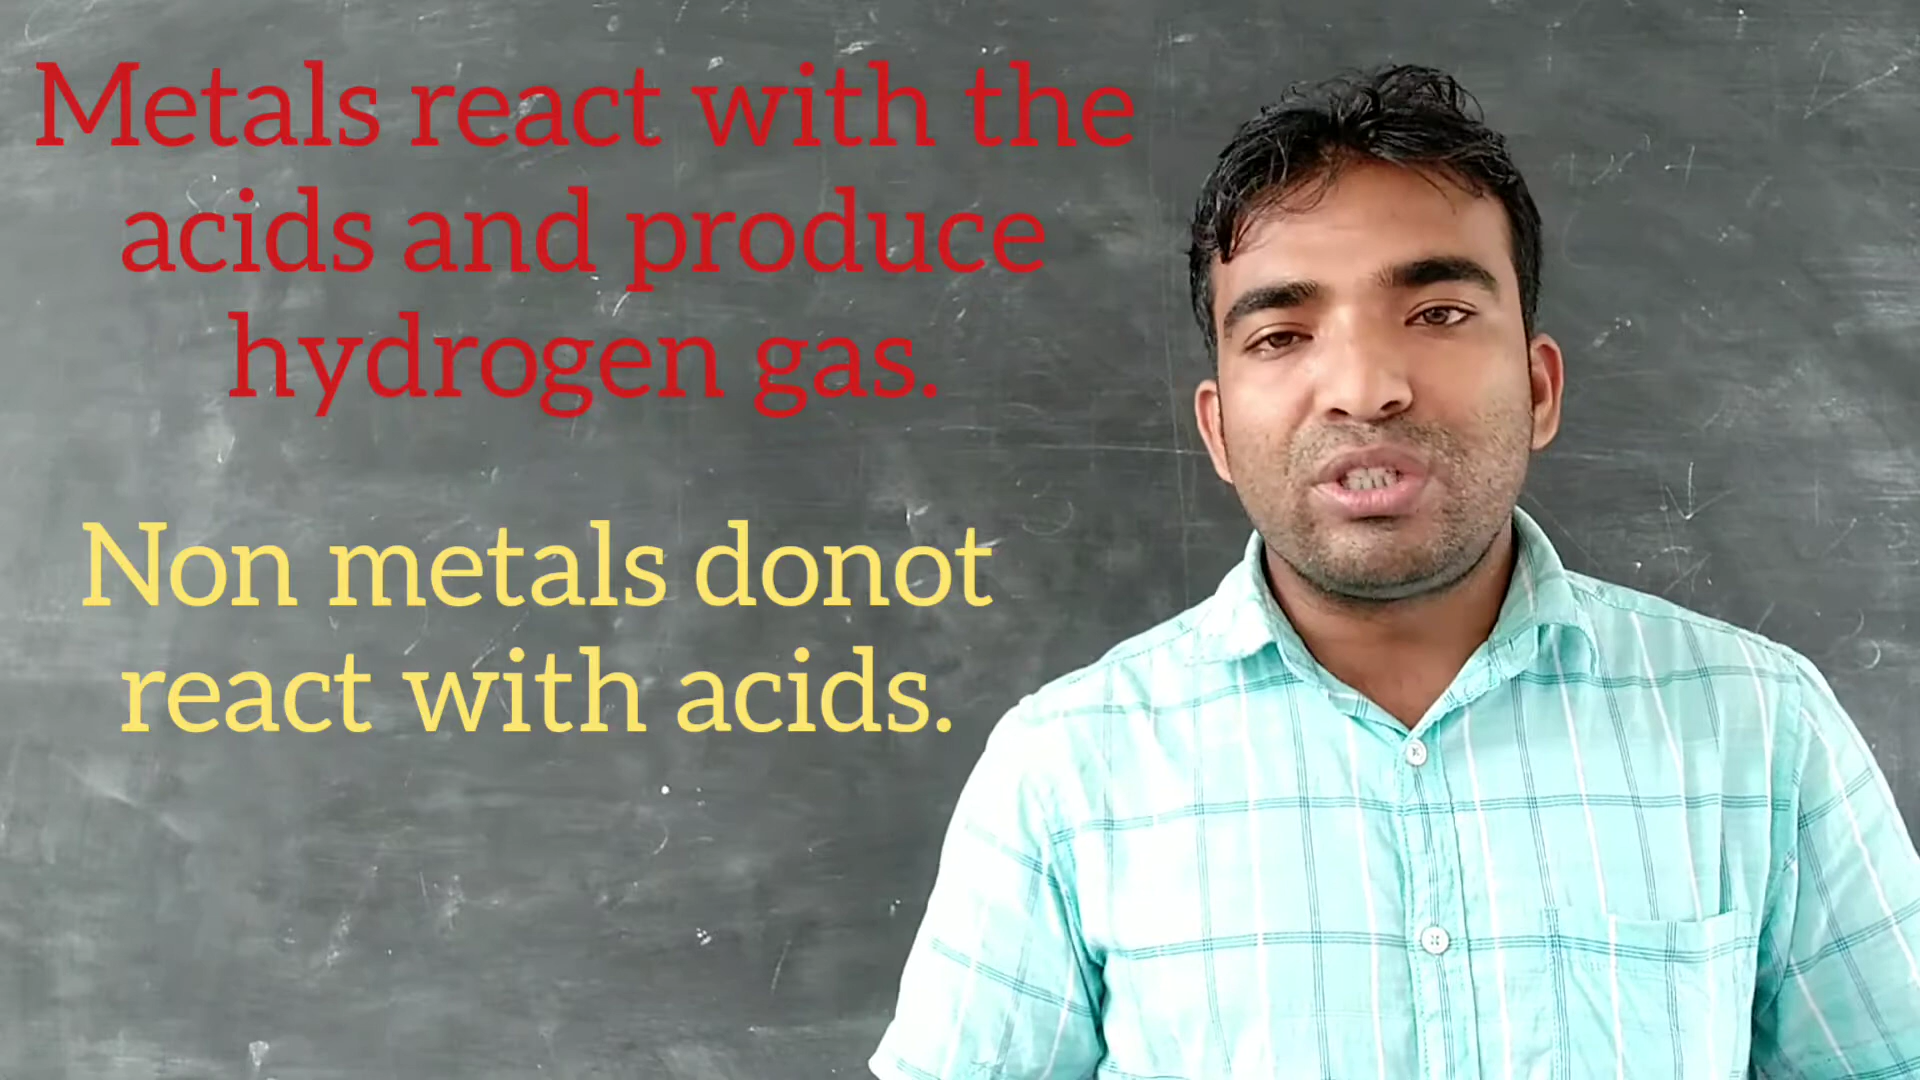 Metals react with the
acids and produce
hydrogen gas.
Non metals donot
react with acids.